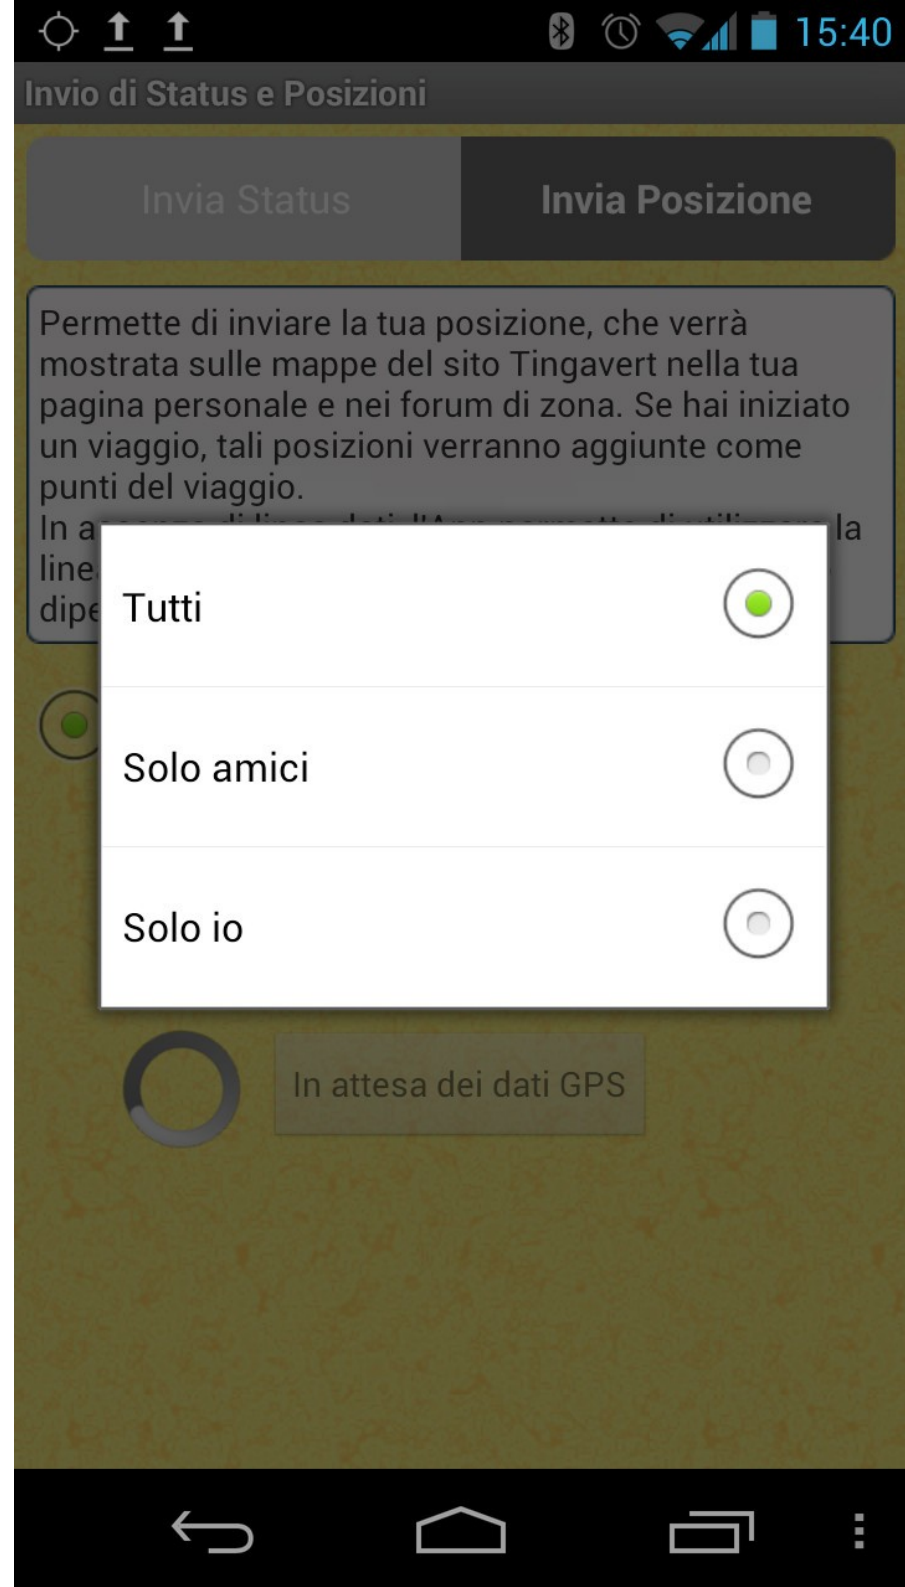 15:40
Invio di Status e Posizioni
Invia Status
Invia Posizione
Permette di inviare la tua posizione, che verrà
mostrata sulle mappe del sito Tingavert nella tua
pagina personale e nei forum di zona. Se hai iniziato
un viaggio, tali posizioni verranno aggiunte come
punti del viaggio.
In la
Tutti
Solo amici
Solo io
In attesa dei dati GPS